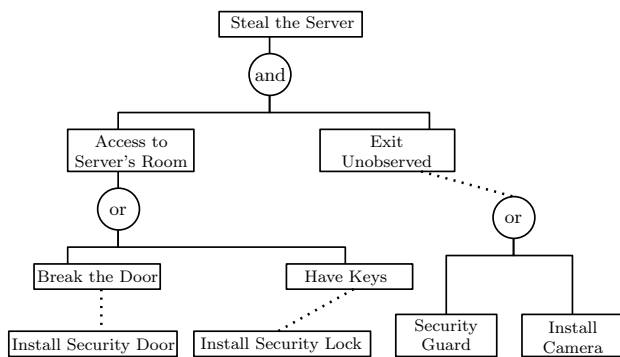 Steal the Server
and
Access to
Server's Room
Exit
Unobserved
or
or
Break the Door
Have Keys
Install Security Door
Install Security Lock
Security
Guard
Install
Camera